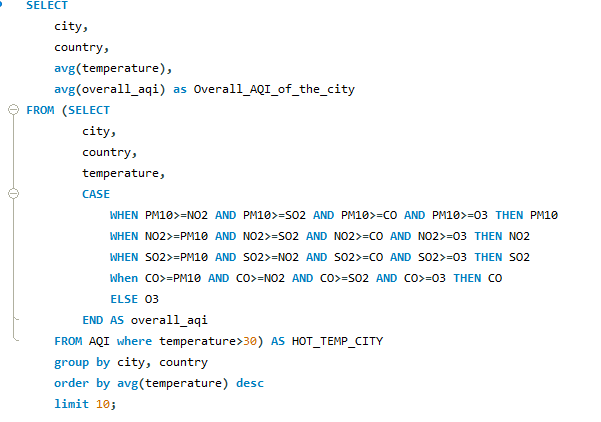 SELECT
city,
country,
avg(temperature),
avg(overall_aqi) as Overall_AQI_of_the_city
FROM (SELECT
city,
country,
temperature,
CASE
WHEN PM10>=NO2 AND PM10>=SO2 AND PM10>=CO AND PM10>=O3 THEN PM10
WHEN NO2>=PM10 AND NO2>=SO2 AND NO2>=CO AND NO2>=O3 THEN NO2
WHEN SO2>=PM10 AND SO2>=NO2 AND SO2>=CO AND SO2>=O3 THEN SO2
When CO>=PM10 AND CO>=NO2 AND CO>=SO2 AND CO>=O3 THEN CO
ELSE O3
END AS overall_aqi
FROM AQI where temperature>30) AS HOT_TEMP_CITY
group by city, country
order by avg(temperature) desc
limit 10;